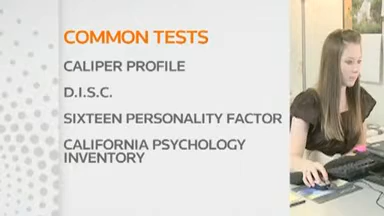 COMMON TESTS
CALIPER PROFILE
D.I.S.C.
SIXTEEN PERSONALITY FACTOR
CALIFORNIA PSYCHOLOGY
INVENTORY